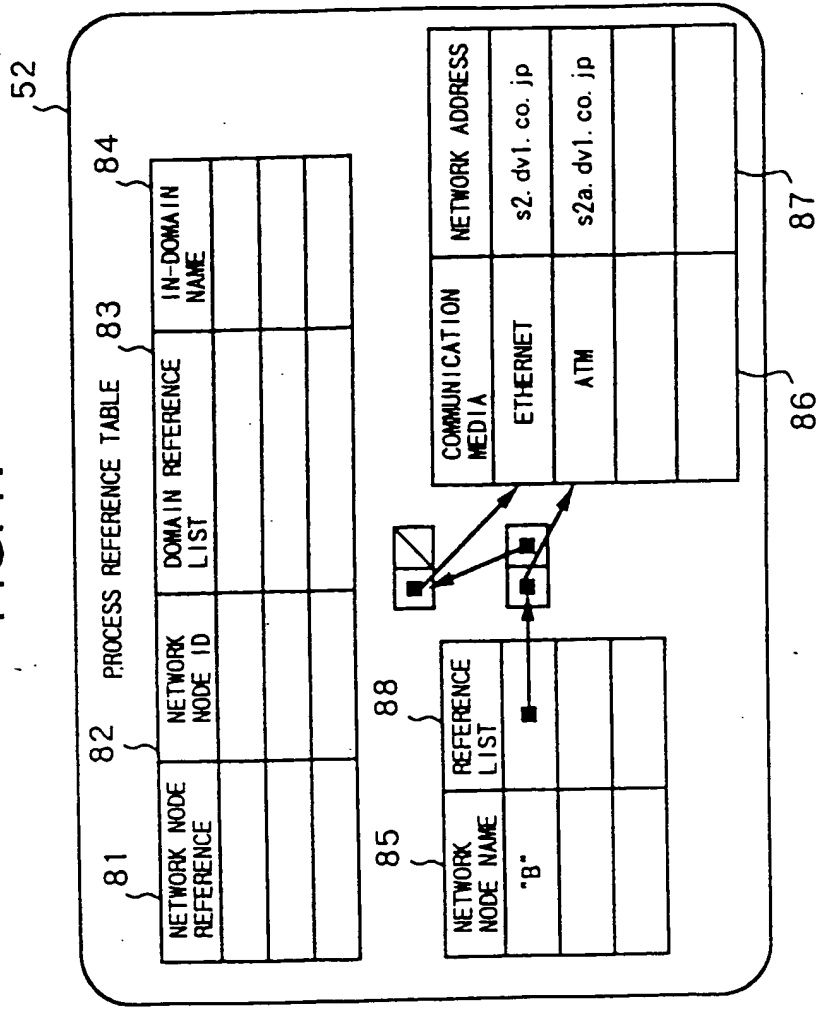 52
PROCESS REFERENCE TABLE
81
82
83
84
NETWORK NODE
REFERENCE
NETWORK
NODE ID
DOMAIN REFERENCE
LIST
IN-DOMAIN
NAME
85
88
NETWORK
NODE NAME
REFERENCE
LIST
"B"
COMMUNICATION
MEDIA
NETWORK ADDRESS
ETHERNET
s2. dv1. co. jp
ATM
s2a. dv1. co. jp
86
87